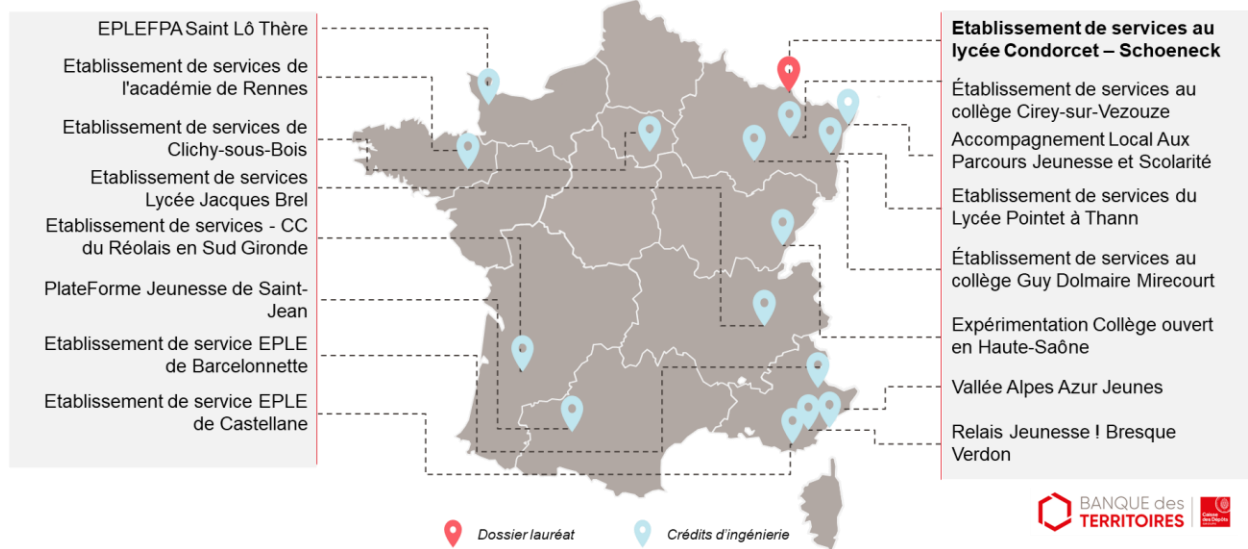 EPLEFPA Saint Lô Thère
Etablissement de services de
l'académie de Rennes
Etablissement de services de
Clichy-sous-Bois
Etablissement de services
Lycée Jacques Brel
Etablissement de services - CC
du Réolais en Sud Gironde
PlateForme Jeunesse de Saint-
Jean
Etablissement de service EPLE
de Barcelonnette
Etablissement de service EPLE
de Castellane
Etablissement de services au
lycée Condorcet – Schoeneck
Établissement de services au
collège Cirey-sur-Vezouze
Accompagnement Local Aux
Parcours Jeunesse et Scolarité
Etablissement de services du
Lycée Pointet à Thann
Établissement de services au
collège Guy Dolmaire Mirecourt
Expérimentation Collège ouvert
en Haute-Saône
Vallée Alpes Azur Jeunes
Relais Jeunesse ! Bresque
Verdon
Dossier lauréat
Crédits d'ingénierie
BANQUE des
TERRITOIRES
Caisse
des Dépôts